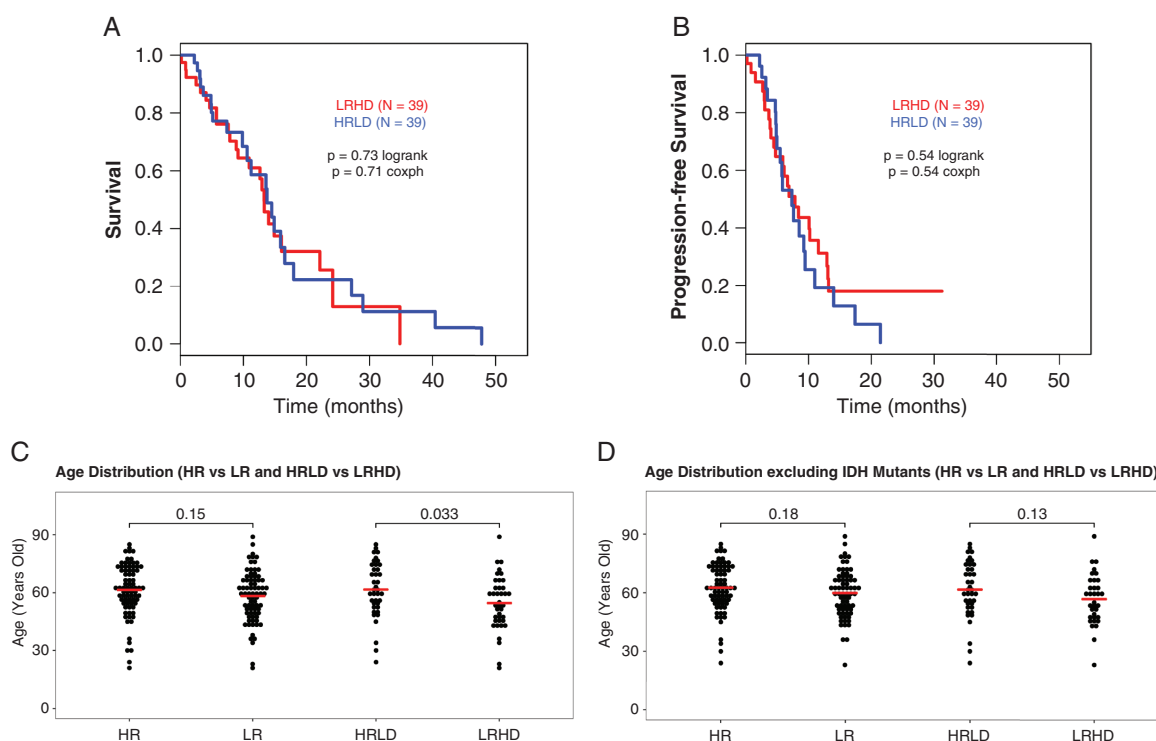 A
1.0
0.8
0.6
0.4
0.2
0.0
Survival
LRHD (N = 39)
HRLD (N = 39)
p = 0.73 logrank
p = 0.71 coxph
0 10 20 30 40 50
Time (months)
B
1.0
0.8
0.6
0.4
0.2
0.0
Progression-free Survival
LRHD (N = 39)
HRLD (N = 39)
p = 0.54 logrank
p = 0.54 coxph
0 10 20 30 40 50
Time (months)
C
Age Distribution (HR vs LR and HRLD vs LRHD)
90
60
30
0
Age (Years Old)
0.15 0.033
HR LR HRLD LRHD
D
Age Distribution excluding IDH Mutants (HR vs LR and HRLD vs LRHD)
90
60
30
0
Age (Years Old)
0.18 0.13
HR LR HRLD LRHD